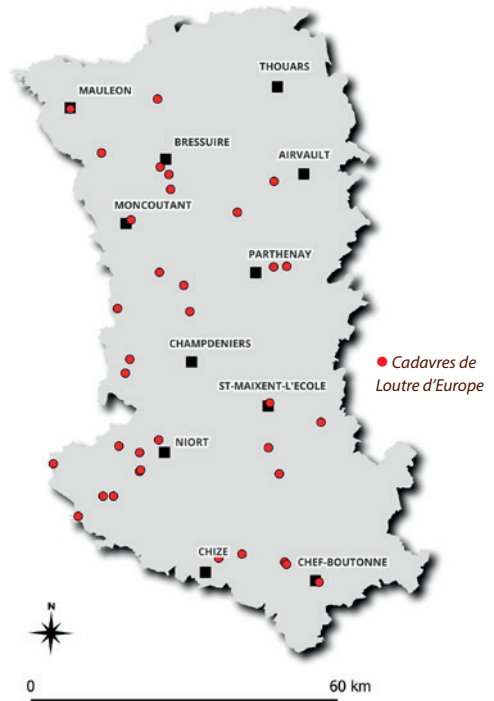 THOUARS
MAULEON
BRESSUIRE
AIRVAULT
MONCOUTANT
PARTHENAY
CHAMPDENIERS
ST-MAIXENT-L'ECOLE
Cadavres de
Loutre d'Europe
NIORT
CHIZE
CHEF-BOUTONNE
N
0 60 km